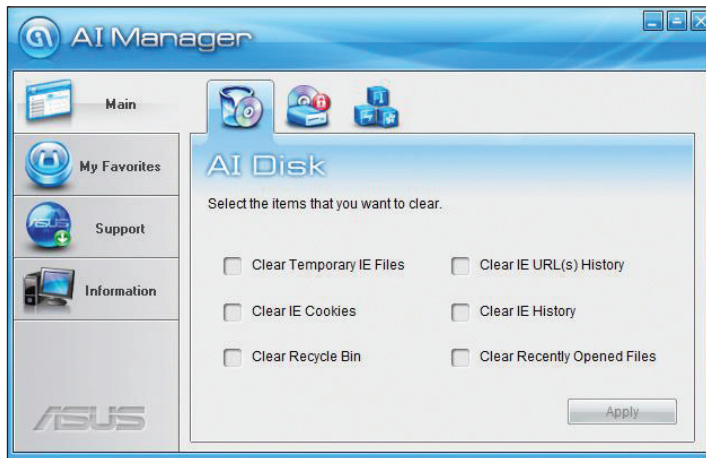 AI Manager
Main
My Favorites
Support
Information
ASUS
AI Disk
Select the items that you want to clear.
Clear Temporary IE Files
Clear IE URL(s) History
Clear IE Cookies
Clear IE History
Clear Recycle Bin
Clear Recently Opened Files
Apply